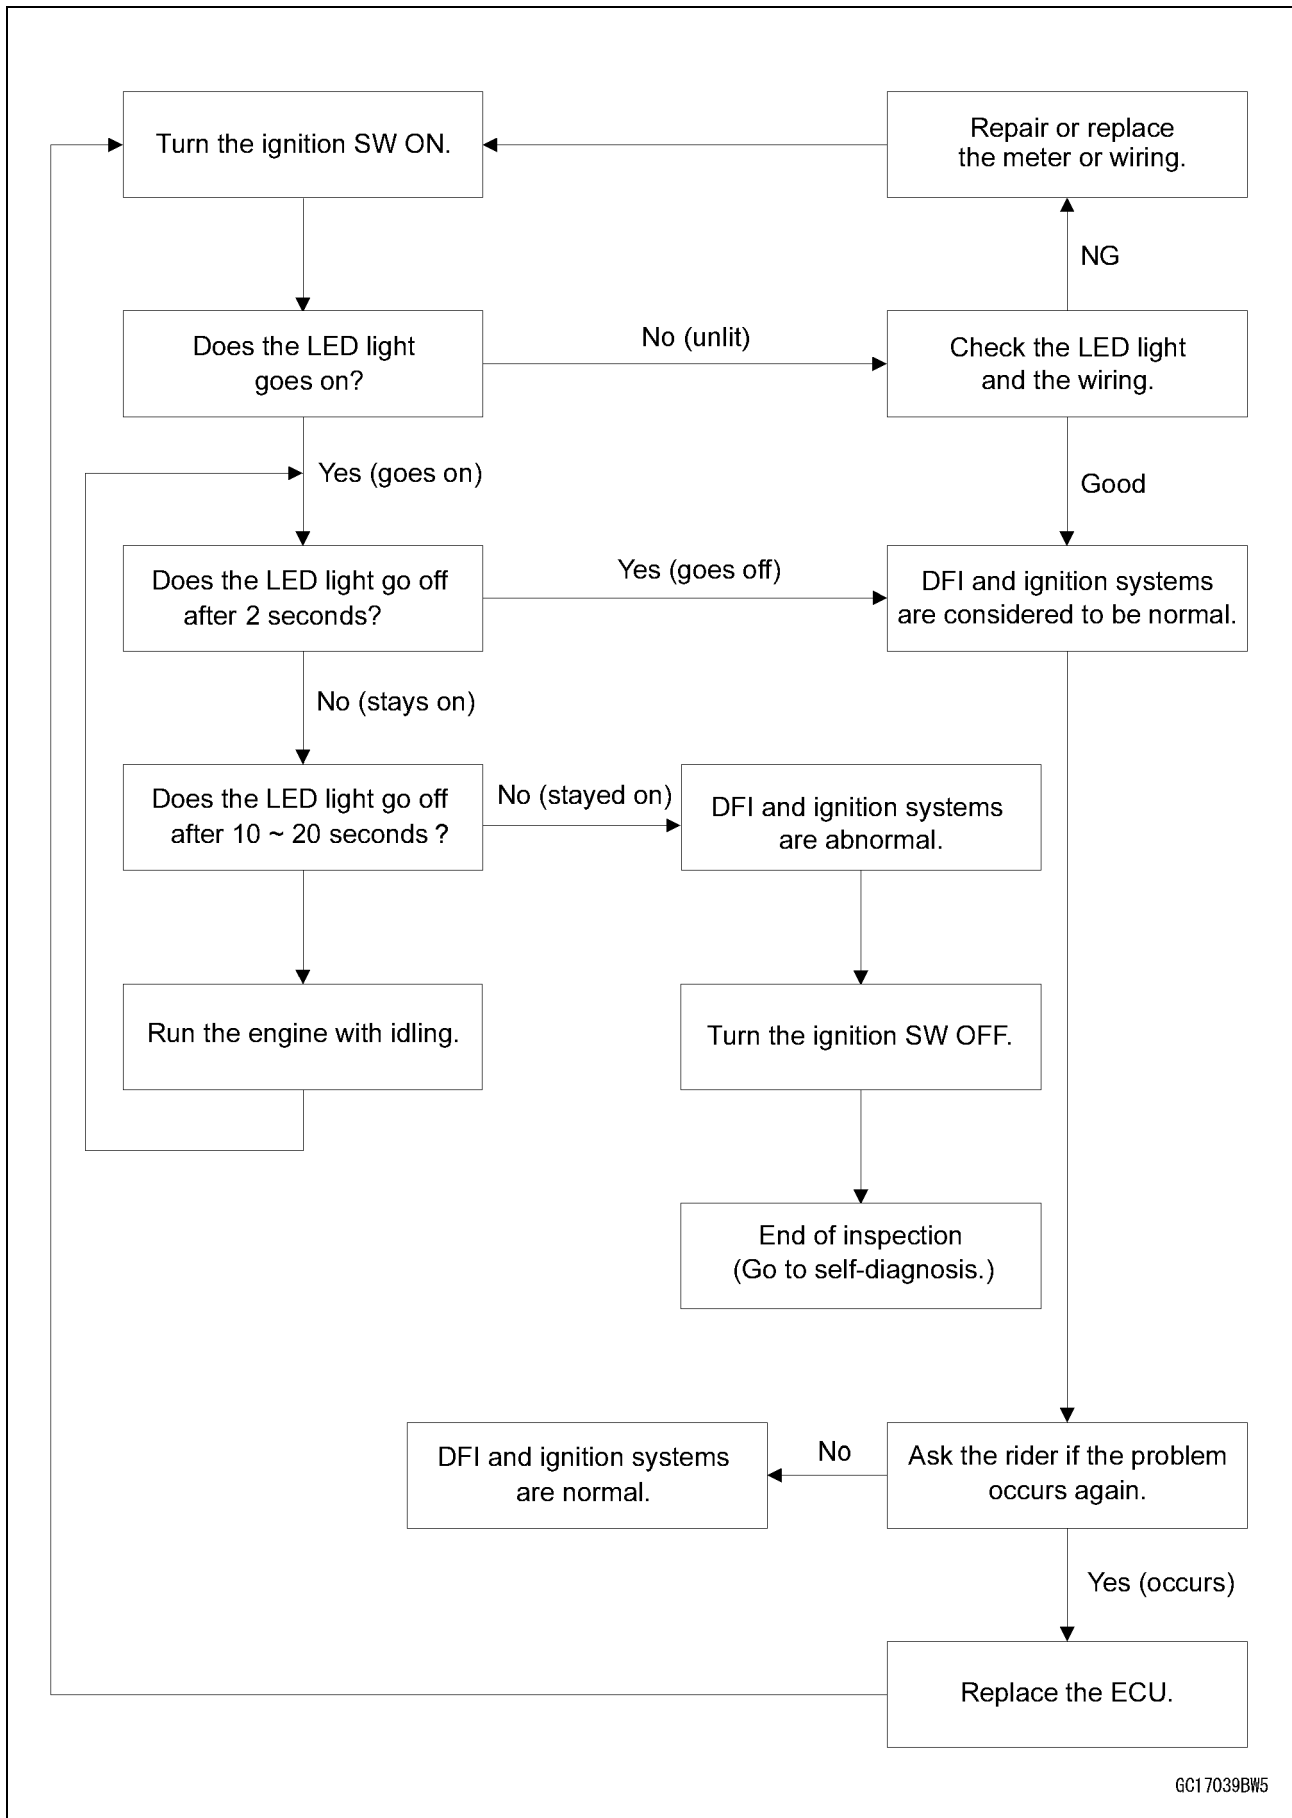 Turn the ignition SW ON.
Repair or replace
the meter or wiring.
NG
Does the LED light
goes on?
No (unlit)
Check the LED light
and the wiring.
Yes (goes on)
Good
Does the LED light go off
after 2 seconds?
Yes (goes off)
DFI and ignition systems
are considered to be normal.
No (stays on)
Does the LED light go off
after 10 ~ 20 seconds ?
No (stayed on)
DFI and ignition systems
are abnormal.
Run the engine with idling.
Turn the ignition SW OFF.
End of inspection
(Go to self-diagnosis.)
DFI and ignition systems
are normal.
No
Ask the rider if the problem
occurs again.
Yes (occurs)
Replace the ECU.
GC17039BW5